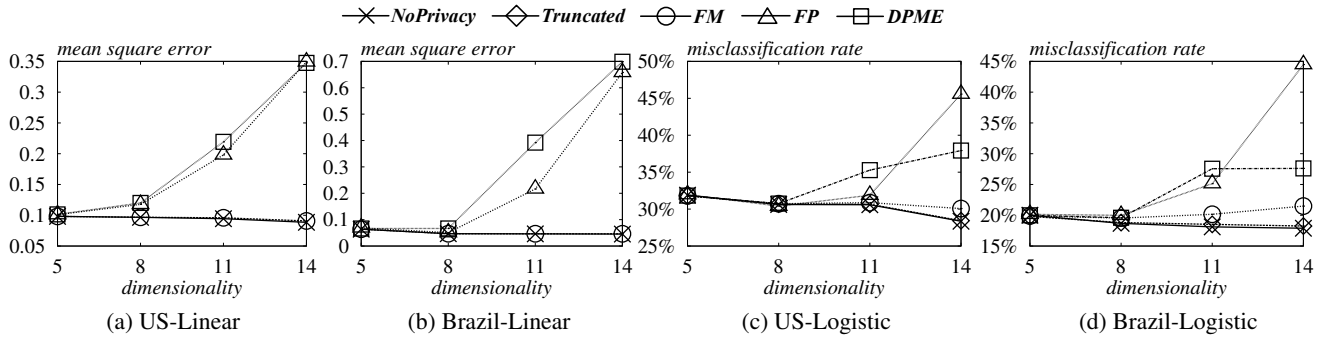 NoPrivacy Truncated FM FP DPME
mean square error
0.35
0.3
0.25
0.2
0.15
0.1
0.05
5 8 11 14
dimensionality
(a) US-Linear
mean square error
0.7
0.6
0.5
0.4
0.3
0.2
0.1
0
5 8 11 14
dimensionality
(b) Brazil-Linear
misclassification rate
50%
45%
40%
35%
30%
25%
5 8 11 14
dimensionality
(c) US-Logistic
misclassification rate
45%
40%
35%
30%
25%
20%
15%
5 8 11 14
dimensionality
(d) Brazil-Logistic